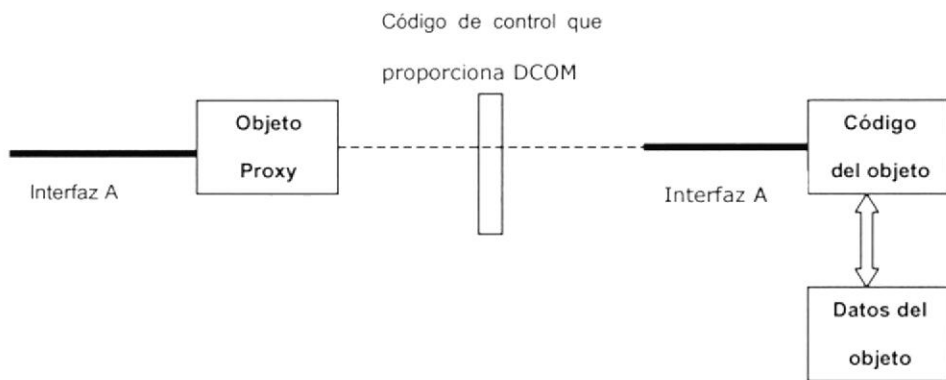 Código de control que
proporciona DCOM
Objeto
Proxy
Interfaz A
Interfaz A
Código
del objeto
Datos del
objeto